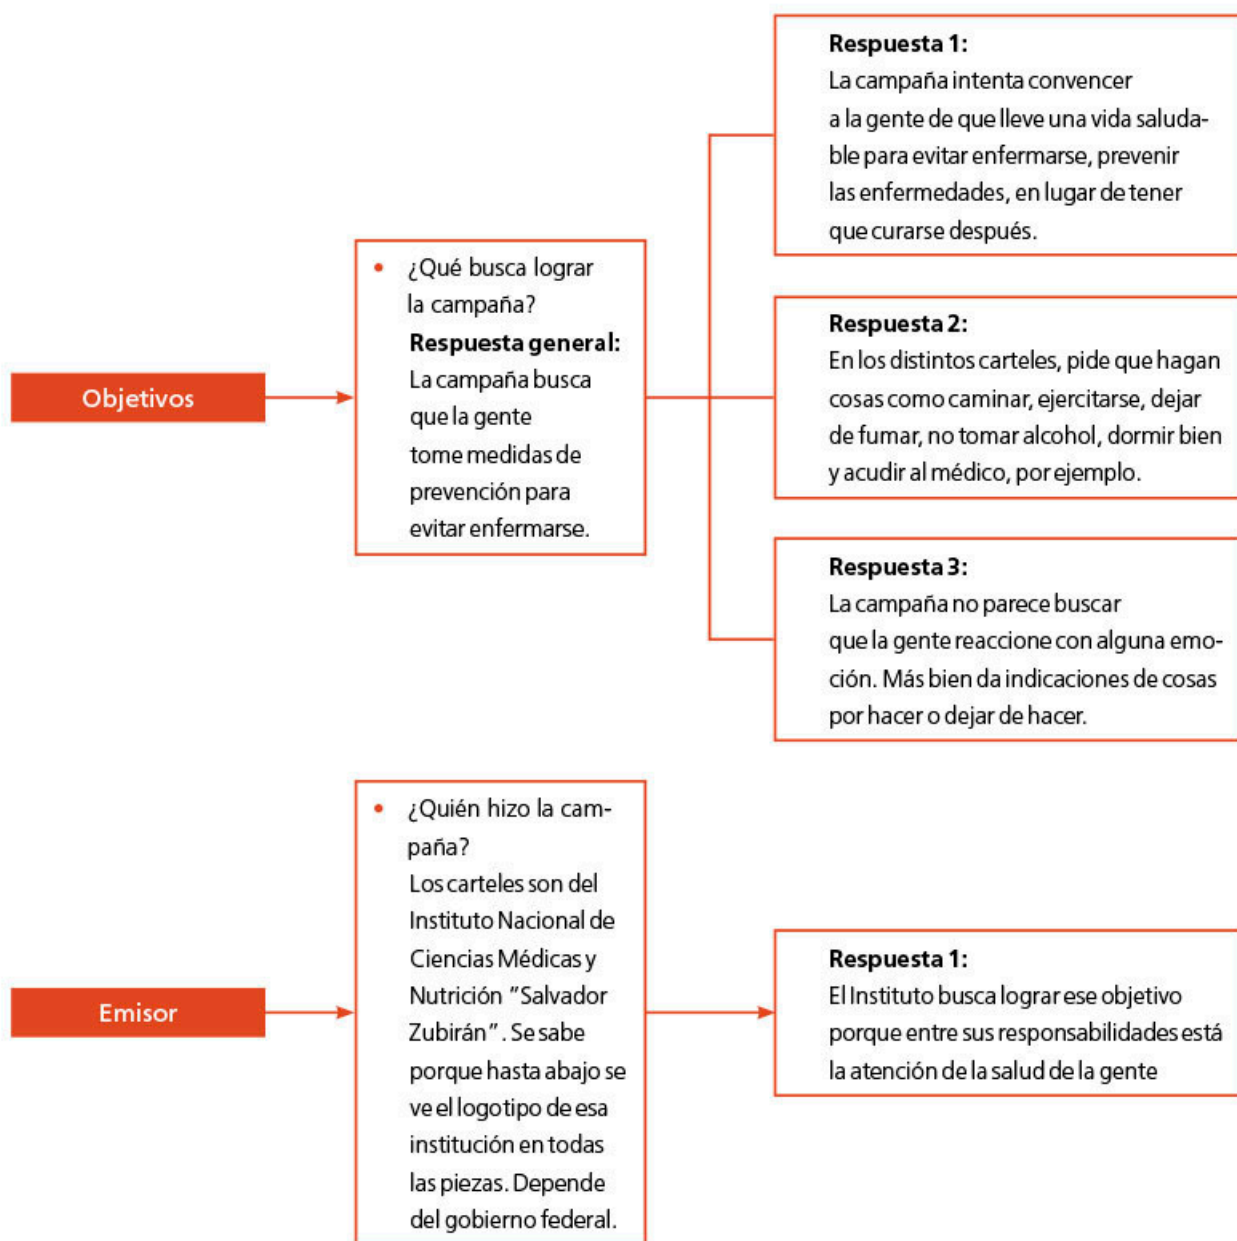 Objetivos
• ¿Qué busca lograr
la campaña?
Respuesta general:
La campaña busca
que la gente
tome medidas de
prevención para
evitar enfermarse.
Respuesta 1:
La campaña intenta convencer
a la gente de que lleve una vida saluda-
ble para evitar enfermarse, prevenir
las enfermedades, en lugar de tener
que curarse después.
Respuesta 2:
En los distintos carteles, pide que hagan
cosas como caminar, ejercitarse, dejar
de fumar, no tomar alcohol, dormir bien
y acudir al médico, por ejemplo.
Respuesta 3:
La campaña no parece buscar
que la gente reaccione con alguna emo-
ción. Más bien da indicaciones de cosas
por hacer o dejar de hacer.
Emisor
• ¿Quién hizo la cam-
paña?
Los carteles son del
Instituto Nacional de
Ciencias Médicas y
Nutrición "Salvador
Zubirán". Se sabe
porque hasta abajo se
ve el logotipo de esa
institución en todas
las piezas. Depende
del gobierno federal.
Respuesta 1:
El Instituto busca lograr ese objetivo
porque entre sus responsabilidades está
la atención de la salud de la gente